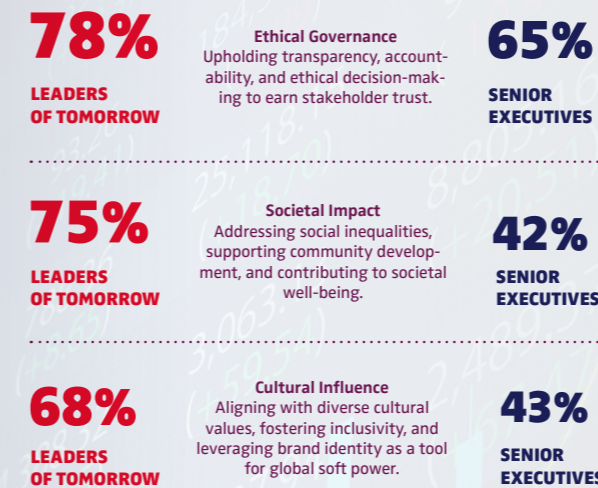 78%
LEADERS
OF TOMORROW
Ethical Governance
Upholding transparency, account-
ability, and ethical decision-mak-
ing to earn stakeholder trust.
65%
SENIOR
EXECUTIVES
75%
LEADERS
OF TOMORROW
Societal Impact
Addressing social inequalities,
supporting community develop-
ment, and contributing to societal
well-being.
42%
SENIOR
EXECUTIVES
68%
LEADERS
OF TOMORROW
Cultural Influence
Aligning with diverse cultural
values, fostering inclusivity, and
leveraging brand identity as a tool
for global soft power.
43%
SENIOR
EXECUTIVES